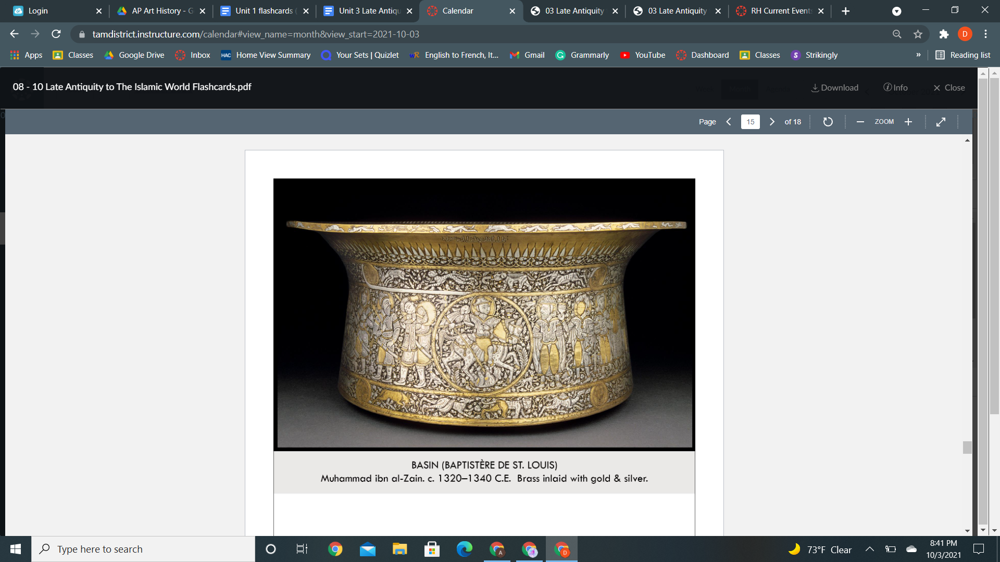 Login
AP Art History - G
Unit 1 flashcards (
Unit 3 Late Antiqu
Calendar
03 Late Antiquity
03 Late Antiquity
RH Current Events
tamdistrict.instructure.com/calendar#view_name=month&view_start=2021-10-03
D
Apps
Classes
Google Drive
Inbox
HAC Home View Summary
Your Sets | Quizlet
wR English to French, It...
Gmail
Grammarly
YouTube
Dashboard
Classes
S Strikingly
»
Reading list
08 - 10 Late Antiquity to The Islamic World Flashcards.pdf
Download
Info
Close
Page 15 of 18
ZOOM
BASIN (BAPTISTÈRE DE ST. LOUIS)
Muhammad ibn al-Zain. c. 1320–1340 C.E. Brass inlaid with gold & silver.
Type here to search
A
D
73°F Clear
8:41 PM
10/3/2021